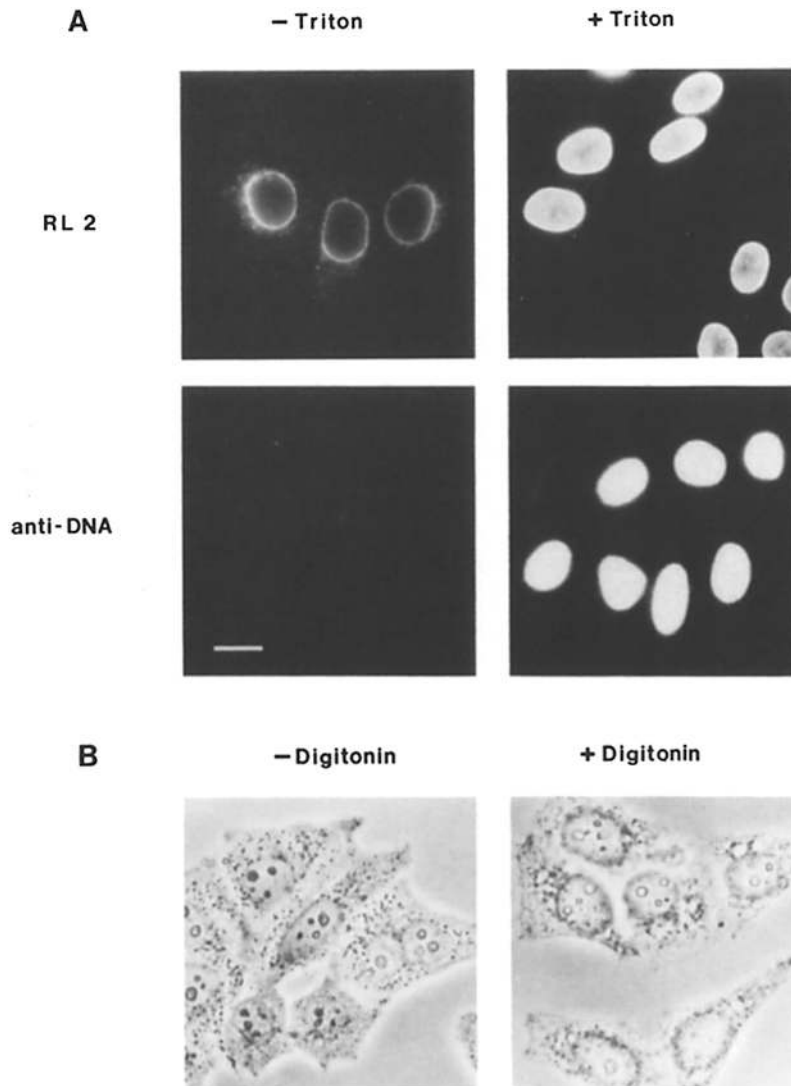 A
− Triton
+ Triton
RL 2
anti-DNA
B
− Digitonin
+ Digitonin